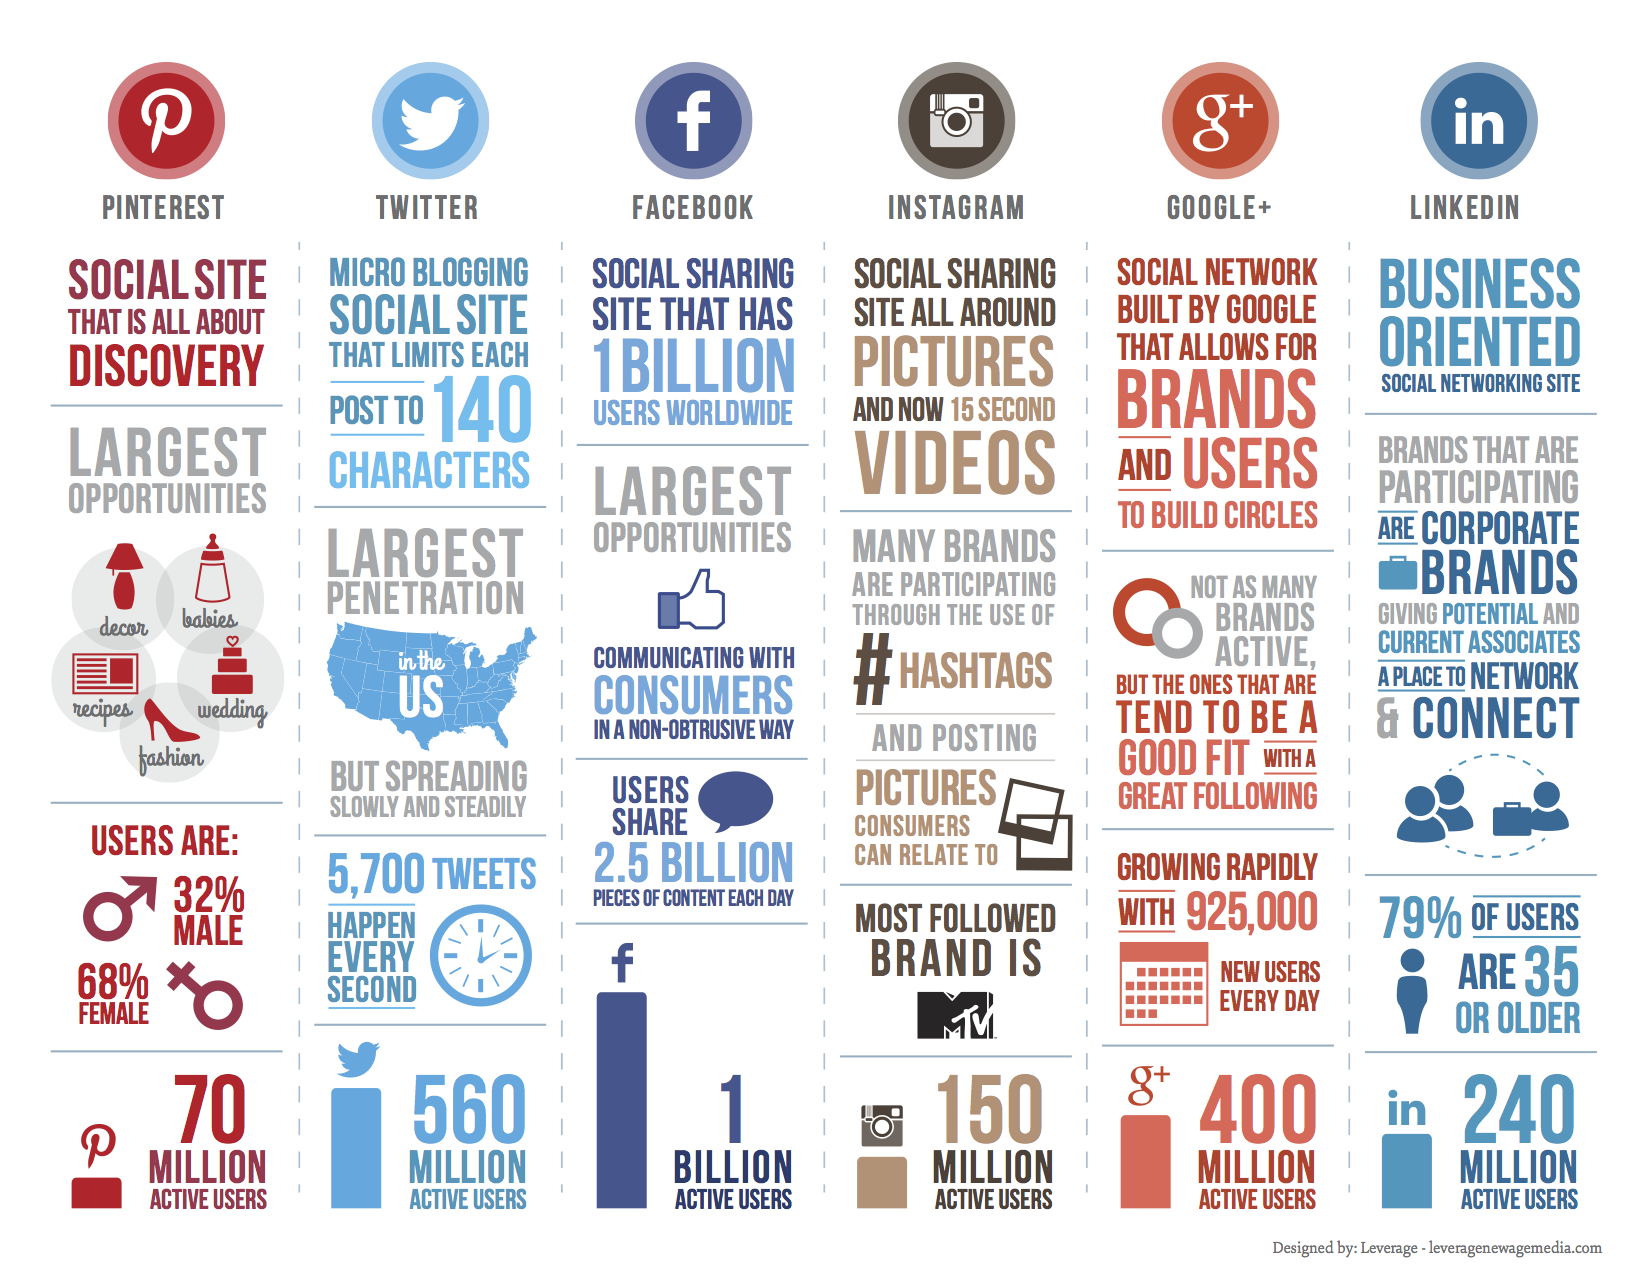 PINTEREST
SOCIAL SITE
THAT IS ALL ABOUT
DISCOVERY
LARGEST
OPPORTUNITIES
decor
babies
recipes
wedding
fashion
USERS ARE:
32%
MALE
68%
FEMALE
70
MILLION
ACTIVE USERS
TWITTER
MICRO BLOGGING
SOCIAL SITE
THAT LIMITS EACH
POST TO 140
CHARACTERS
LARGEST
PENETRATION
in the
US
BUT SPREADING
SLOWLY AND STEADILY
5,700 TWEETS
HAPPEN
EVERY
SECOND
560
MILLION
ACTIVE USERS
f
FACEBOOK
SOCIAL SHARING
SITE THAT HAS
1 BILLION
USERS WORLDWIDE
LARGEST
OPPORTUNITIES
COMMUNICATING WITH
CONSUMERS
IN A NON-OBTRUSIVE WAY
USERS
SHARE
2.5 BILLION
PIECES OF CONTENT EACH DAY
f
1
BILLION
ACTIVE USERS
INSTAGRAM
SOCIAL SHARING
SITE ALL AROUND
PICTURES
AND NOW 15 SECOND
VIDEOS
MANY BRANDS
ARE PARTICIPATING
THROUGH THE USE OF
# HASHTAGS
AND POSTING
PICTURES
CONSUMERS
CAN RELATE TO
MOST FOLLOWED
BRAND IS
MTV
150
MILLION
ACTIVE USERS
g+
GOOGLE+
SOCIAL NETWORK
BUILT BY GOOGLE
THAT ALLOWS FOR
BRANDS
AND USERS
TO BUILD CIRCLES
NOT AS MANY
BRANDS
ACTIVE,
BUT THE ONES THAT ARE
TEND TO BE A
GOOD FIT WITH A
GREAT FOLLOWING
GROWING RAPIDLY
WITH 925,000
NEW USERS
EVERY DAY
g+
400
MILLION
ACTIVE USERS
in
LINKEDIN
BUSINESS
ORIENTED
SOCIAL NETWORKING SITE
BRANDS THAT ARE
PARTICIPATING
ARE CORPORATE
BRANDS
GIVING POTENTIAL AND
CURRENT ASSOCIATES
A PLACE TO NETWORK
& CONNECT
79% OF USERS
ARE 35
OR OLDER
in
240
MILLION
ACTIVE USERS
Designed by: Leverage - leveragenewagemedia.com